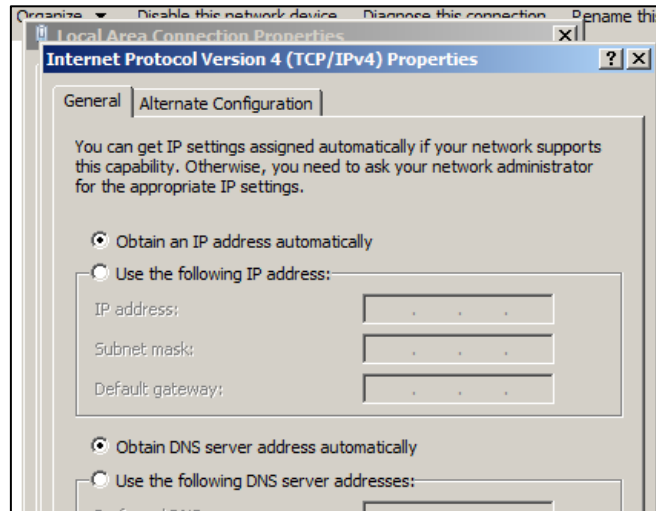 Organize Disable this network device Diagnose this connection Rename this
Local Area Connection Properties
Internet Protocol Version 4 (TCP/IPv4) Properties
General Alternate Configuration
You can get IP settings assigned automatically if your network supports
this capability. Otherwise, you need to ask your network administrator
for the appropriate IP settings.
Obtain an IP address automatically
Use the following IP address:
IP address:
Subnet mask:
Default gateway:
Obtain DNS server address automatically
Use the following DNS server addresses: